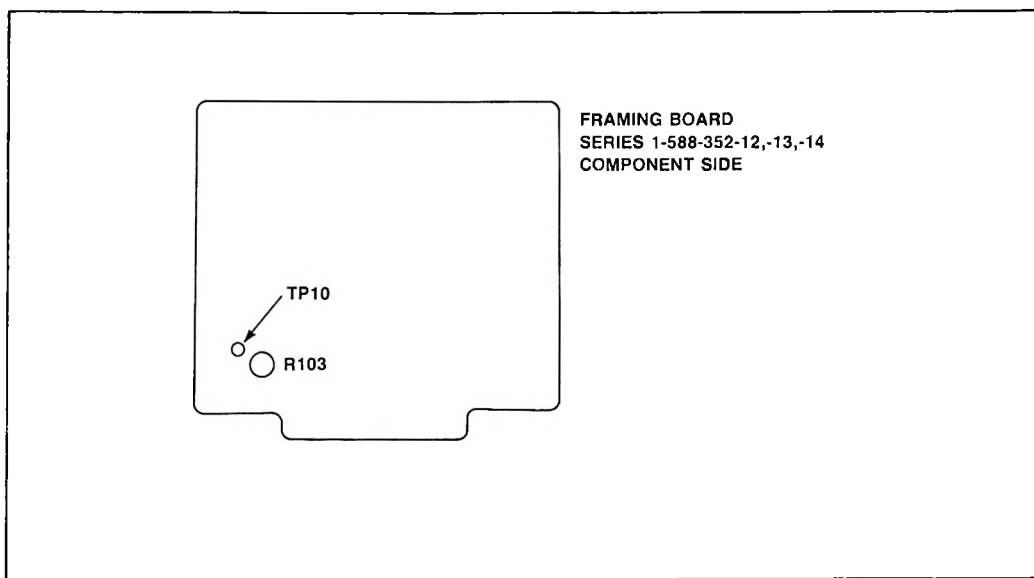 FRAMING BOARD
SERIES 1-588-352-12,-13,-14
COMPONENT SIDE
TP10
R103